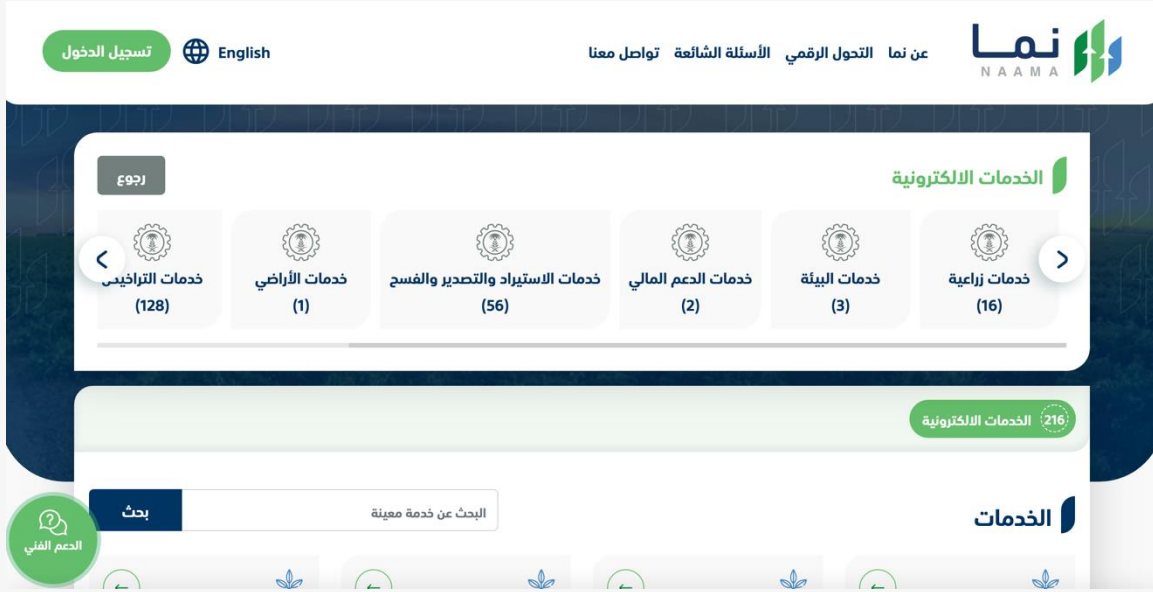 نما
NAAMA
عن نما
التحول الرقمي
الأسئلة الشائعة
تواصل معنا
English
تسجيل الدخول
الخدمات الالكترونية
رجوع
خدمات زراعية
(16)
خدمات البيئة
(3)
خدمات الدعم المالي
(2)
خدمات الاستيراد والتصدير والفسح
(56)
خدمات الأراضي
(1)
خدمات
(128)
216 الخدمات الالكترونية
الخدمات
البحث عن خدمة معينة
بحث
الدعم الفني